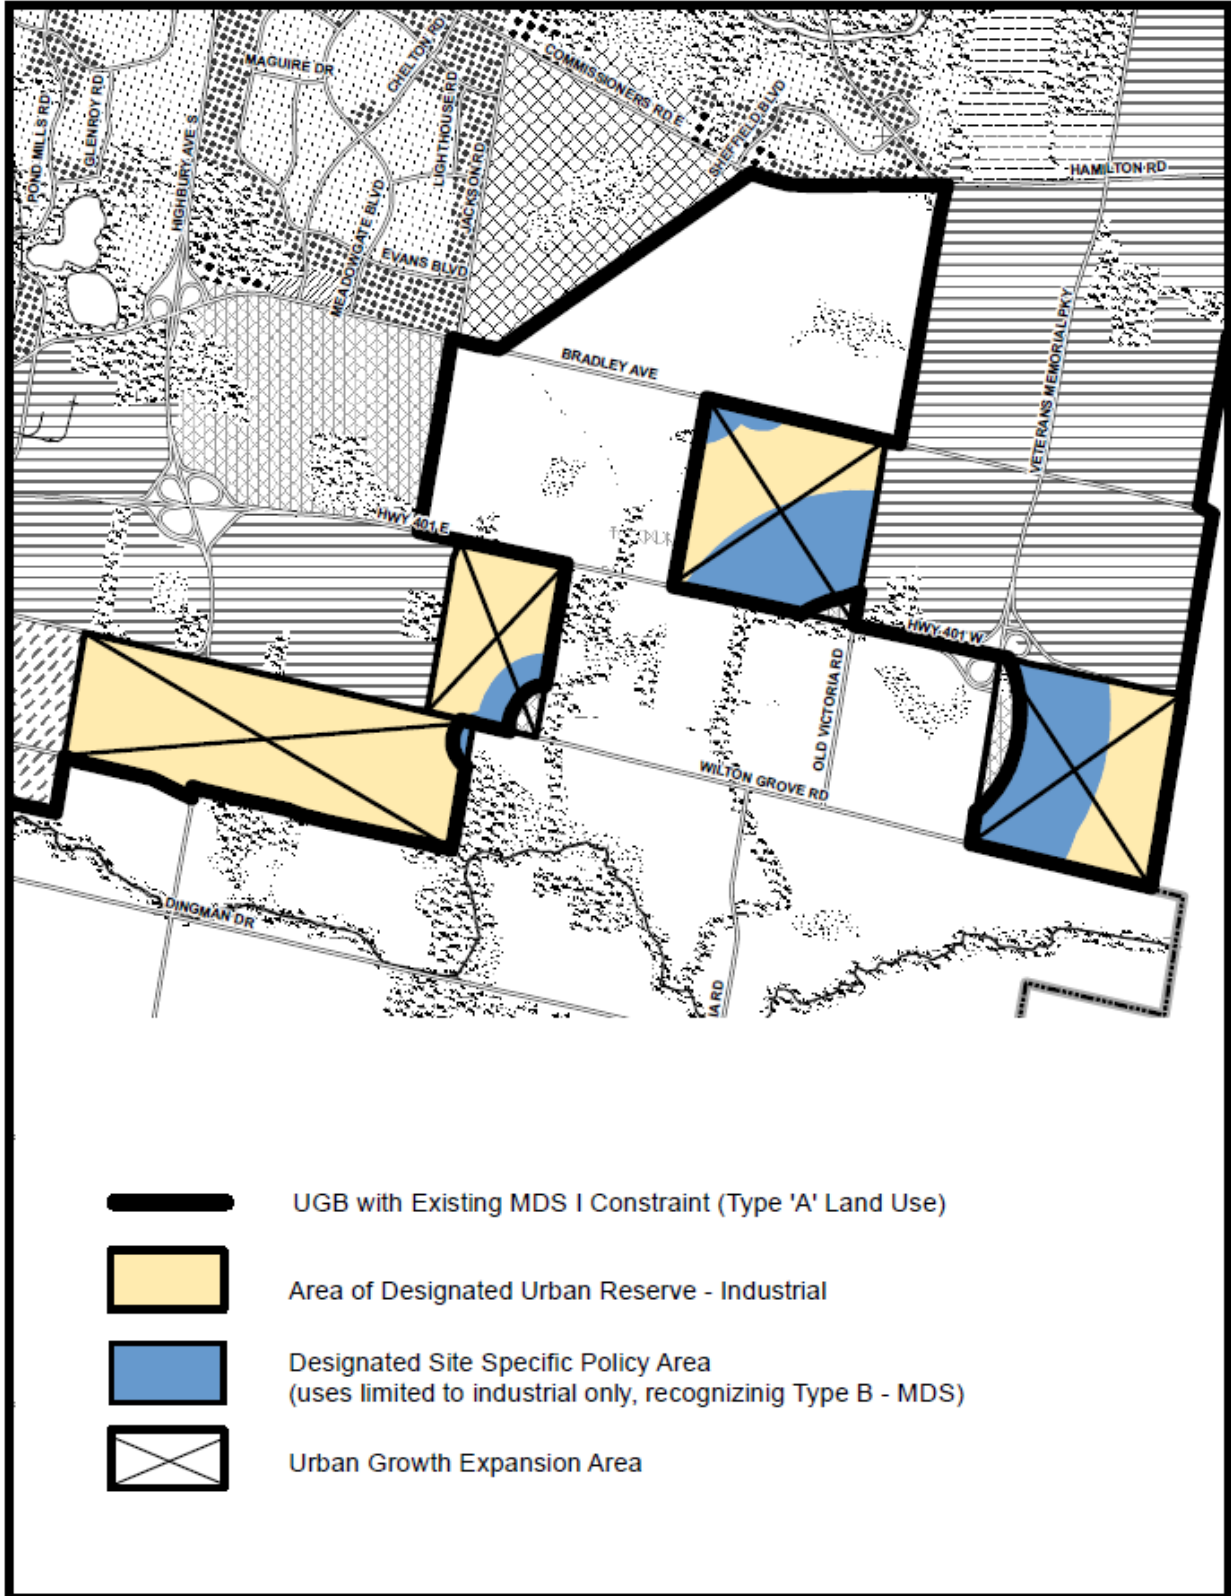 COMMISSIONERS RD E
MAGUIRE DR
CHELTON RD
LIGHTHOUSE RD
POND MILLS RD
GLENROY RD
HIGHBURY AVE S
JACKSON RD
SHEFFIELD BLVD
HAMILTON RD
MEADOWGATE BLVD
EVANS BLVD
BRADLEY AVE
VETERANS MEMORIAL PKY
HWY 401 E
HWY 401 W
OLD VICTORIA RD
WILTON GROVE RD
DINGMAN DR
IA RD
UGB with Existing MDS I Constraint (Type 'A' Land Use)
Area of Designated Urban Reserve - Industrial
Designated Site Specific Policy Area
(uses limited to industrial only, recognizinig Type B - MDS)
Urban Growth Expansion Area